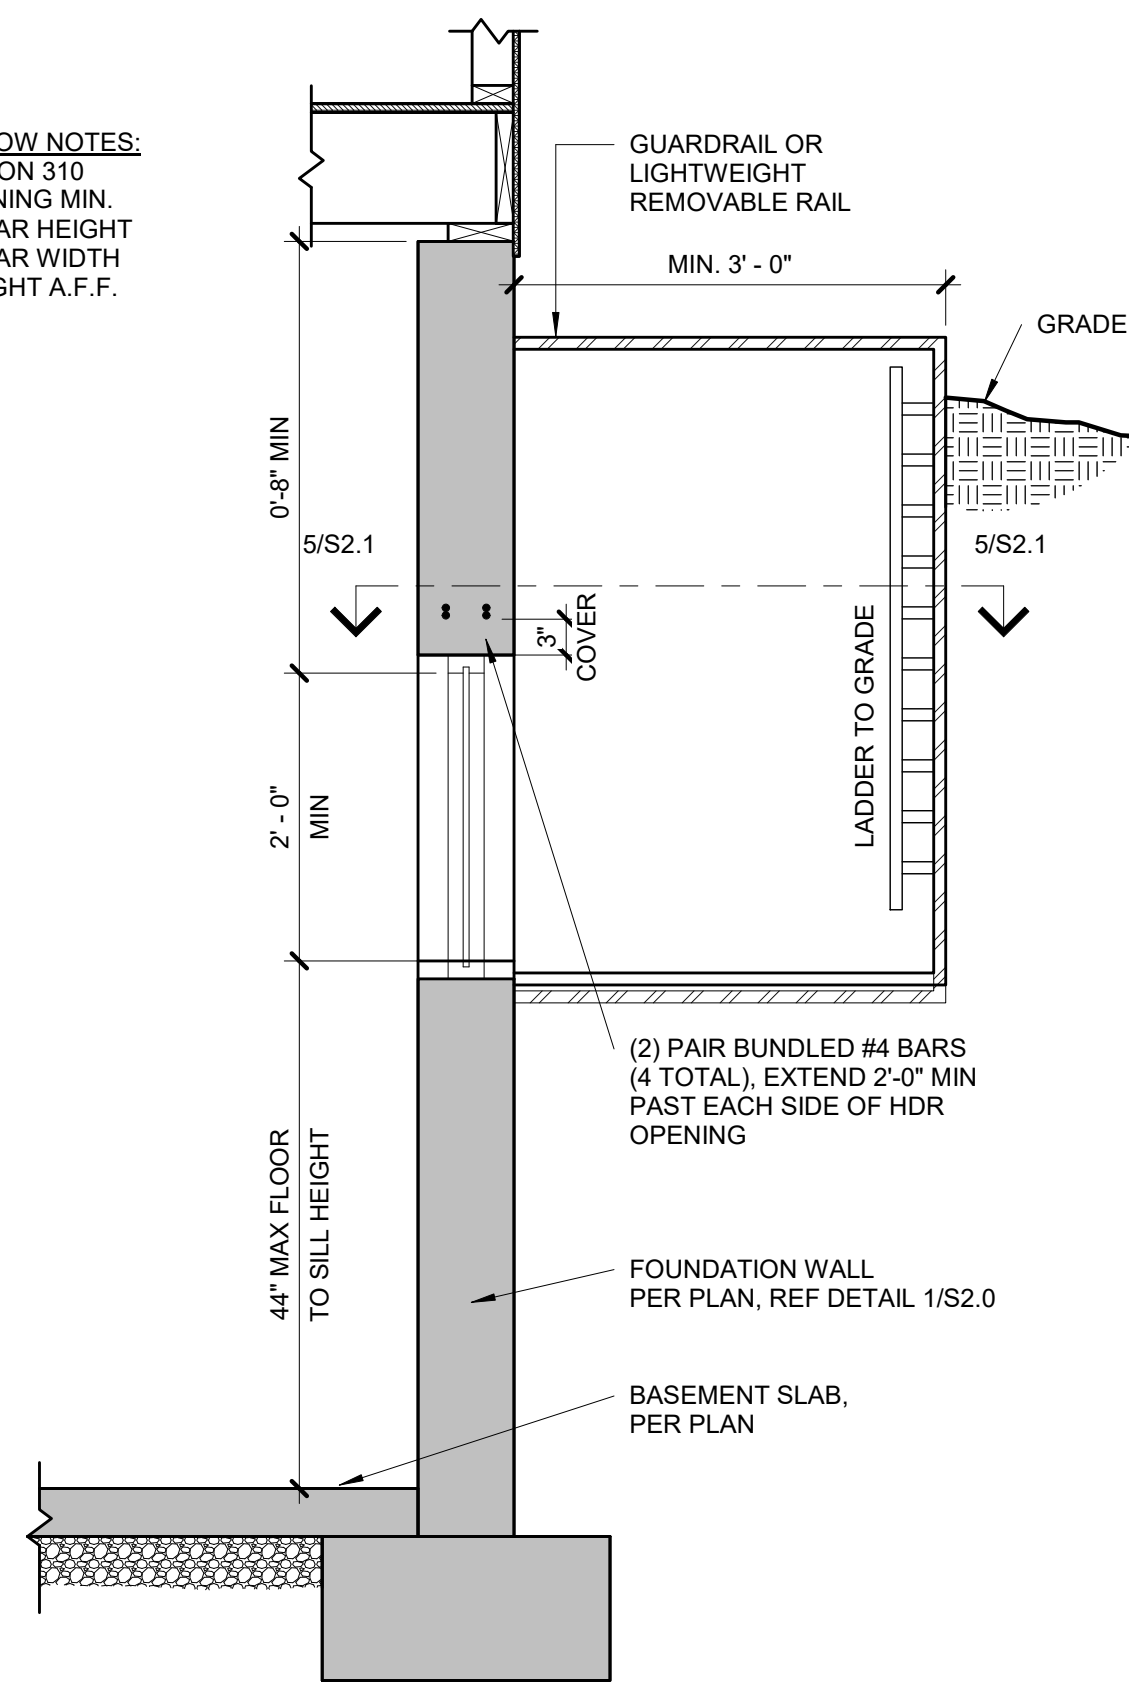 OW NOTES:
ON 310
NING MIN.
AR HEIGHT
AR WIDTH
GHT A.F.F.
GUARDRAIL OR
LIGHTWEIGHT
REMOVABLE RAIL
MIN. 3' - 0"
GRADE
0'-8" MIN
5/S2.1
5/S2.1
3"
COVER
LADDER TO GRADE
2' - 0"
MIN
(2) PAIR BUNDLED #4 BARS
(4 TOTAL), EXTEND 2'-0" MIN
PAST EACH SIDE OF HDR
OPENING
44" MAX FLOOR
TO SILL HEIGHT
FOUNDATION WALL
PER PLAN, REF DETAIL 1/S2.0
BASEMENT SLAB,
PER PLAN